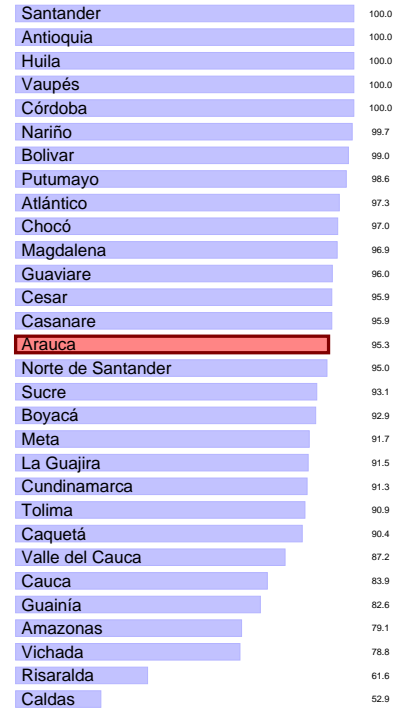 Santander 100.0
Antioquia 100.0
Huila 100.0
Vaupés 100.0
Córdoba 100.0
Nariño 99.7
Bolivar 99.0
Putumayo 98.6
Atlántico 97.3
Chocó 97.0
Magdalena 96.9
Guaviare 96.0
Cesar 95.9
Casanare 95.9
Arauca 95.3
Norte de Santander 95.0
Sucre 93.1
Boyacá 92.9
Meta 91.7
La Guajira 91.5
Cundinamarca 91.3
Tolima 90.9
Caquetá 90.4
Valle del Cauca 87.2
Cauca 83.9
Guainía 82.6
Amazonas 79.1
Vichada 78.8
Risaralda 61.6
Caldas 52.9